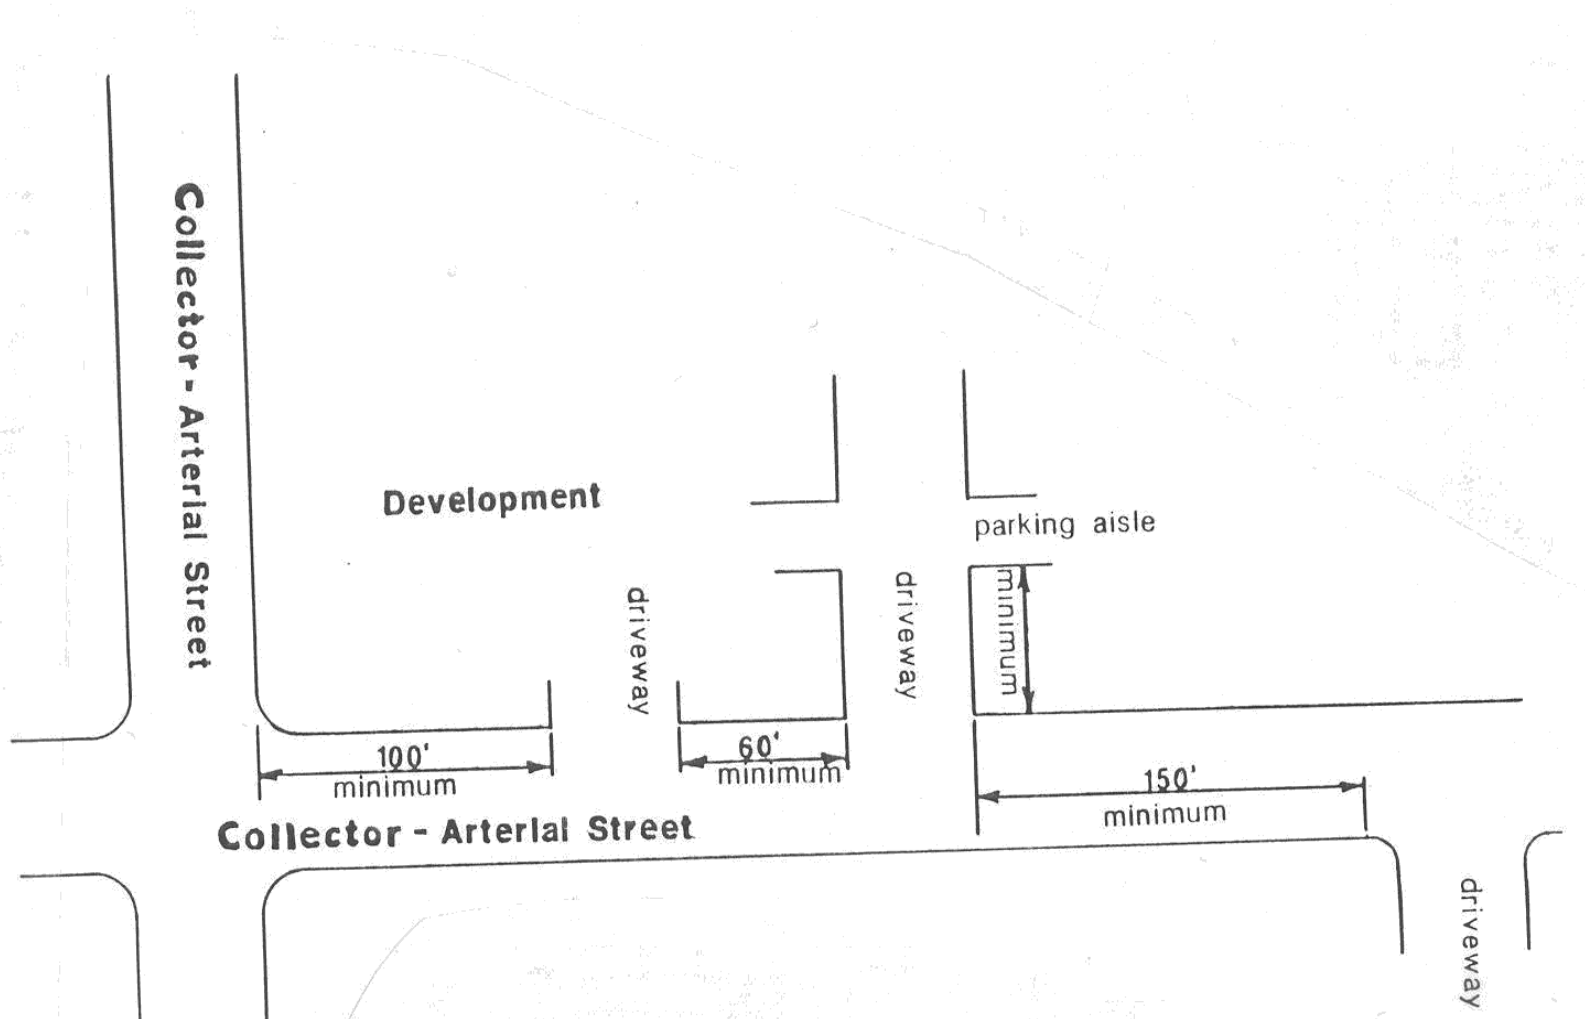 Collector - Arterial Street
Development
parking aisle
driveway
driveway
minimum
100'
minimum
60'
minimum
150'
minimum
Collector - Arterial Street
driveway